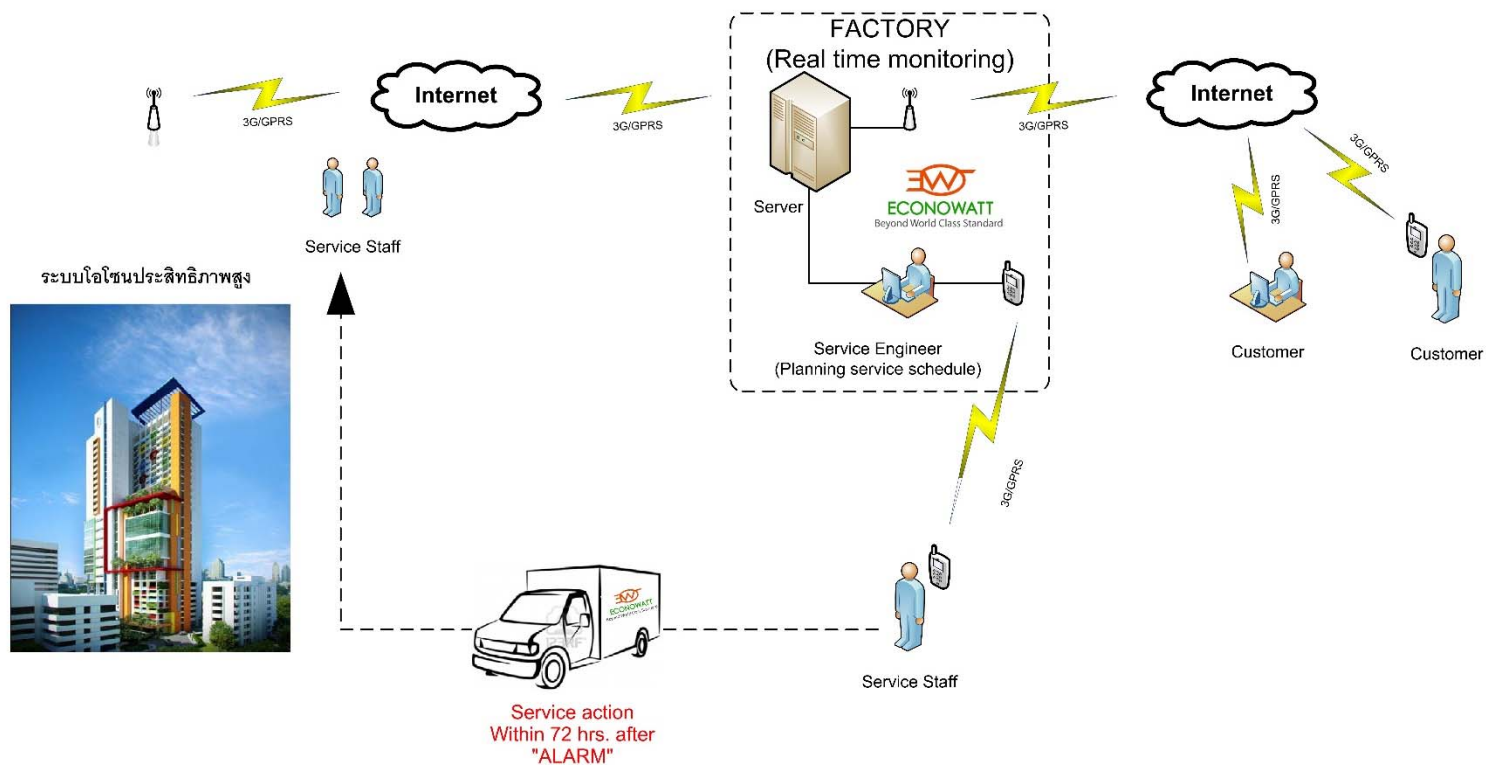 FACTORY
(Real time monitoring)
Internet
Internet
3G/GPRS
3G/GPRS
3G/GPRS
3G/GPRS
3G/GPRS
Server
ECONOWATT
Beyond World Class Standard
Service Staff
ระบบโอโซนประสิทธิภาพสูง
Service Engineer
(Planning service schedule)
Customer
Customer
3G/GPRS
ECONOWATT
Service Staff
Service action
Within 72 hrs. after
"ALARM"